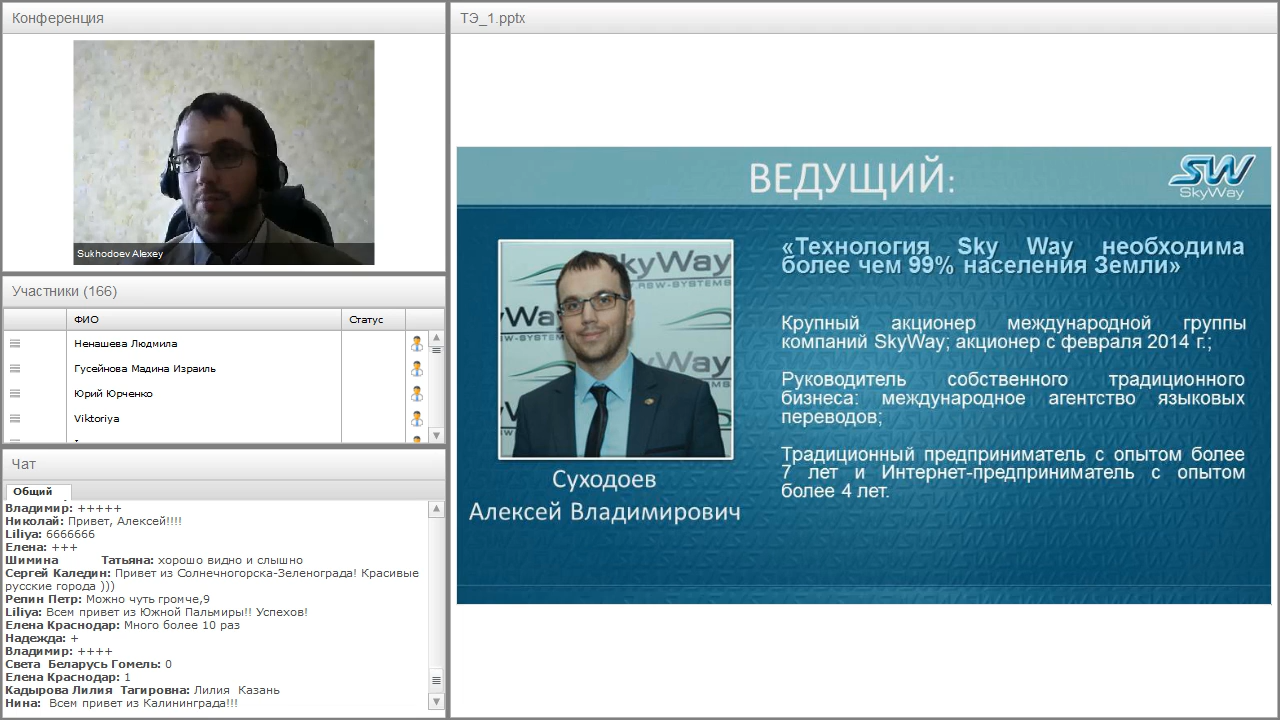 Конференция
Sukhodoev Alexey
Участники (166)
ФИО Статус
Ненашева Людмила
Гусейнова Мадина Израиль
Юрий Юрченко
Viktoriya
Чат
Общий
Владимир: +++++
Николай: Привет, Алексей!!!!
Liliya: 6666666
Елена: +++
Шимина Татьяна: хорошо видно и слышно
Сергей Каледин: Привет из Солнечногорска-Зеленограда! Красивые
русские города )))
Репин Петр: Можно чуть громче,9
Liliya: Всем привет из Южной Пальмиры!! Успехов!
Елена Краснодар: Много более 10 раз
Надежда: +
Владимир: ++++
Света Беларусь Гомель: 0
Елена Краснодар: 1
Кадырова Лилия Тагировна: Лилия Казань
Нина: Всем привет из Калининграда!!!
ТЭ_1.pptx
ВЕДУЩИЙ:
SW
SkyWay
SkyWay
.RSW-SYSTEMS
Суходоев
Алексей Владимирович
«Технология Sky Way необходима
более чем 99% населения Земли»
Крупный акционер международной группы
компаний SkyWay; акционер с февраля 2014 г.;
Руководитель собственного традиционного
бизнеса: международное агентство языковых
переводов;
Традиционный предприниматель с опытом более
7 лет и Интернет-предприниматель с опытом
более 4 лет.